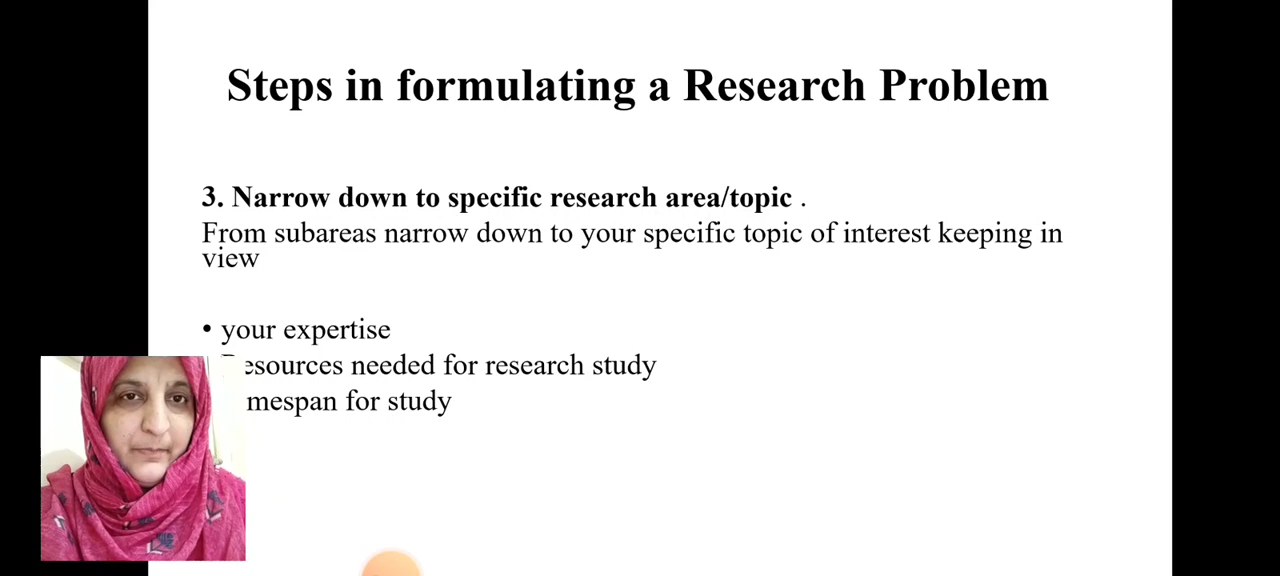 Steps in formulating a Research Problem
3. Narrow down to specific research area/topic .
From subareas narrow down to your specific topic of interest keeping in
view
• your expertise
Resources needed for research study
mespan for study